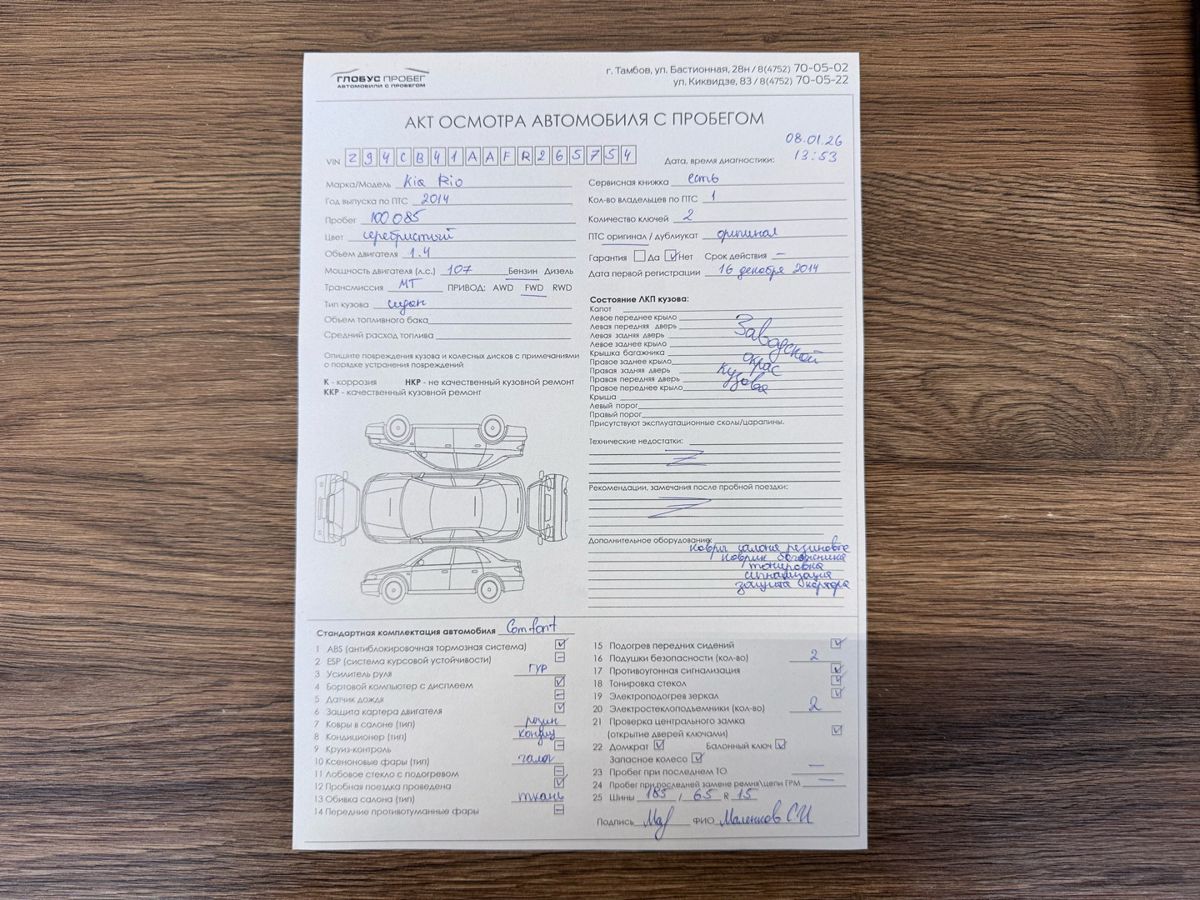 ГЛОБУС ПРОБЕГ
АВТОМОБИЛИ С ПРОБЕГОМ
г. Тамбов, ул. Бастионная, 28н / 8(4752) 70-05-02
ул. Киквидзе, 83 / 8(4752) 70-05-22
АКТ ОСМОТРА АВТОМОБИЛЯ С ПРОБЕГОМ
VIN Z94CB41AAFR265754
Дата, время диагностики: 08.01.26 13:53
Марка/Модель Kia Rio
Год выпуска по ПТС 2014
Пробег 100085
Цвет серебристый
Объем двигателя 1.4
Мощность двигателя (л.с.) 107 Бензин Дизель
Трансмиссия МТ ПРИВОД: AWD FWD RWD
Тип кузова седан
Объем топливного бака
Средний расход топлива
Сервисная книжка есть
Кол-во владельцев по ПТС 1
Количество ключей 2
ПТС оригинал / дубликат оригинал
Гарантия Да Нет Срок действия –
Дата первой регистрации 16 декабря 2014
Опишите повреждения кузова и колесных дисков с примечаниями
о порядке устранения повреждений
К - коррозия НКР - не качественный кузовной ремонт
ККР - качественный кузовной ремонт
Состояние ЛКП кузова:
Капот
Левое переднее крыло
Левая передняя дверь
Левая задняя дверь
Левое заднее крыло
Крышка багажника
Правое заднее крыло
Правая задняя дверь
Правая передняя дверь
Правое переднее крыло
Крыша
Левый порог
Правый порог
Заводской
окрас
кузова
Присутствуют эксплуатационные сколы/царапины.
Технические недостатки:
Рекомендации, замечания после пробной поездки:
Дополнительное оборудование:
ковры салона резиновые
коврик багажника
тонировка
сигнализация
защита картера
Стандартная комплектация автомобиля Comfort
1 ABS (антиблокировочная тормозная система)
2 ESP (система курсовой устойчивости)
3 Усилитель руля ГУР
4 Бортовой компьютер с дисплеем
5 Датчик дождя
6 Защита картера двигателя
7 Ковры в салоне (тип) резин
8 Кондиционер (тип) кондиц
9 Круиз-контроль
10 Ксеноновые фары (тип) галог
11 Лобовое стекло с подогревом
12 Пробная поездка проведена
13 Обивка салона (тип) ткань
14 Передние противотуманные фары
15 Подогрев передних сидений
16 Подушки безопасности (кол-во) 2
17 Противоугонная сигнализация
18 Тонировка стекол
19 Электроподогрев зеркал
20 Электростеклоподъемники (кол-во) 2
21 Проверка центрального замка
(открытие дверей ключами)
22 Домкрат Балонный ключ
Запасное колесо
23 Пробег при последнем ТО –
24 Пробег при последней замене ремня\цепи ГРМ –
25 Шины 185 / 65 R 15
Подпись ФИО Маленков С И